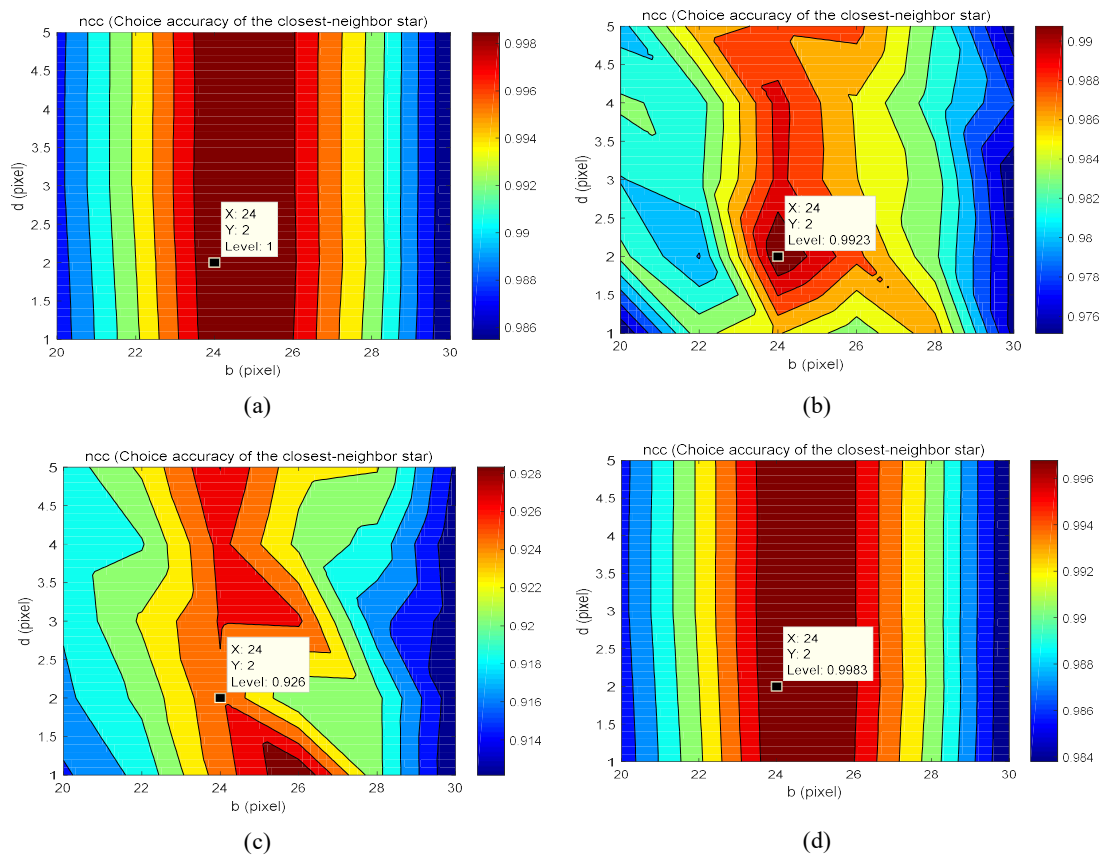 ncc (Choice accuracy of the closest-neighbor star)
5
4.5
4
3.5
3
2.5
2
1.5
1
d (pixel)
X: 24
Y: 2
Level: 1
20 22 24 26 28 30
b (pixel)
0.998
0.996
0.994
0.992
0.99
0.988
0.986
(a)
ncc (Choice accuracy of the closest-neighbor star)
5
4.5
4
3.5
3
2.5
2
1.5
1
d (pixel)
X: 24
Y: 2
Level: 0.9923
20 22 24 26 28 30
b (pixel)
0.99
0.988
0.986
0.984
0.982
0.98
0.978
0.976
(b)
ncc (Choice accuracy of the closest-neighbor star)
5
4.5
4
3.5
3
2.5
2
1.5
1
d (pixel)
X: 24
Y: 2
Level: 0.926
20 22 24 26 28 30
b (pixel)
0.928
0.926
0.924
0.922
0.92
0.918
0.916
0.914
(c)
ncc (Choice accuracy of the closest-neighbor star)
5
4.5
4
3.5
3
2.5
2
1.5
1
d (pixel)
X: 24
Y: 2
Level: 0.9983
20 22 24 26 28 30
b (pixel)
0.996
0.994
0.992
0.99
0.988
0.986
0.984
(d)